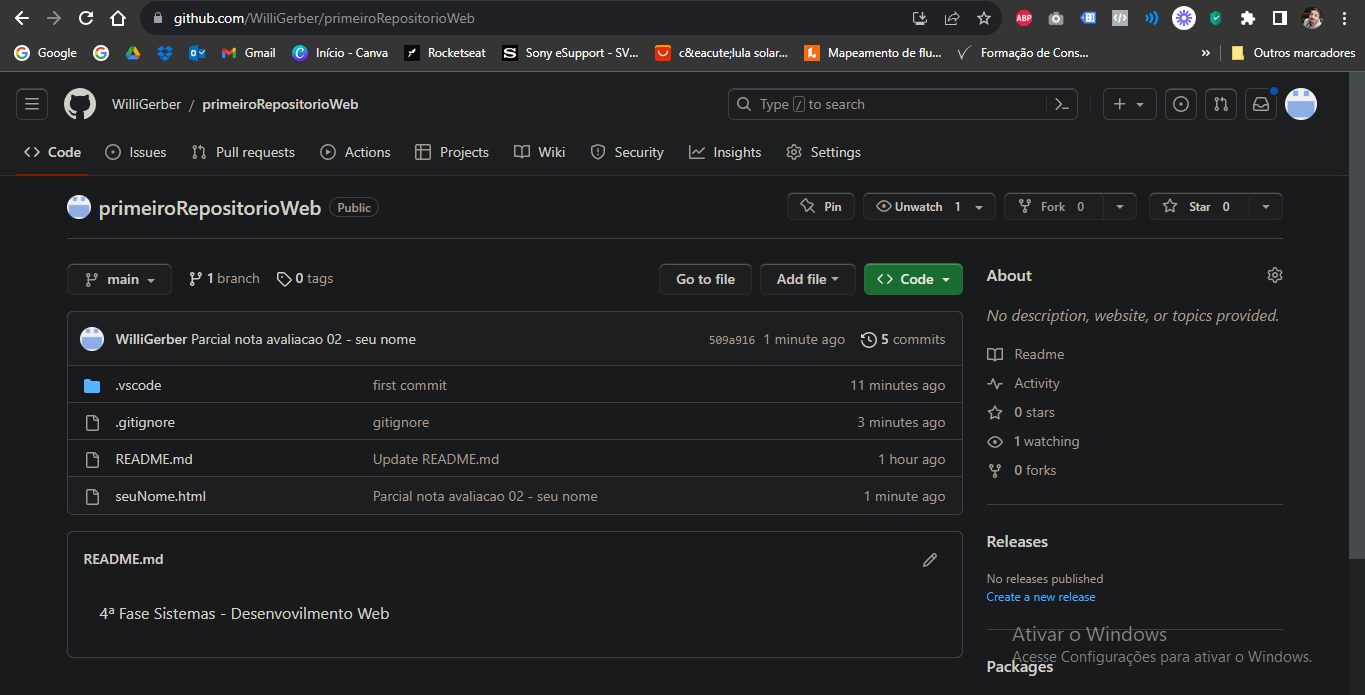 github.com/WilliGerber/primeiroRepositorioWeb
ABP
Google
Gmail
Início - Canva
Rocketseat
Sony eSupport - SV...
c&eacute;lula solar...
Mapeamento de flu...
Formação de Cons...
»
Outros marcadores
WilliGerber / primeiroRepositorioWeb
Type / to search
Code
Issues
Pull requests
Actions
Projects
Wiki
Security
Insights
Settings
primeiroRepositorioWeb Public
Pin
Unwatch 1
Fork 0
Star 0
main
1 branch
0 tags
Go to file
Add file
<> Code
About
No description, website, or topics provided.
Readme
Activity
0 stars
1 watching
0 forks
WilliGerber Parcial nota avaliacao 02 - seu nome 509a916 1 minute ago 5 commits
.vscode first commit 11 minutes ago
.gitignore gitignore 3 minutes ago
README.md Update README.md 1 hour ago
seuNome.html Parcial nota avaliacao 02 - seu nome 1 minute ago
README.md
4ª Fase Sistemas - Desenvovilmento Web
Releases
No releases published
Create a new release
Packages
Ativar o Windows
Acesse Configurações para ativar o Windows.